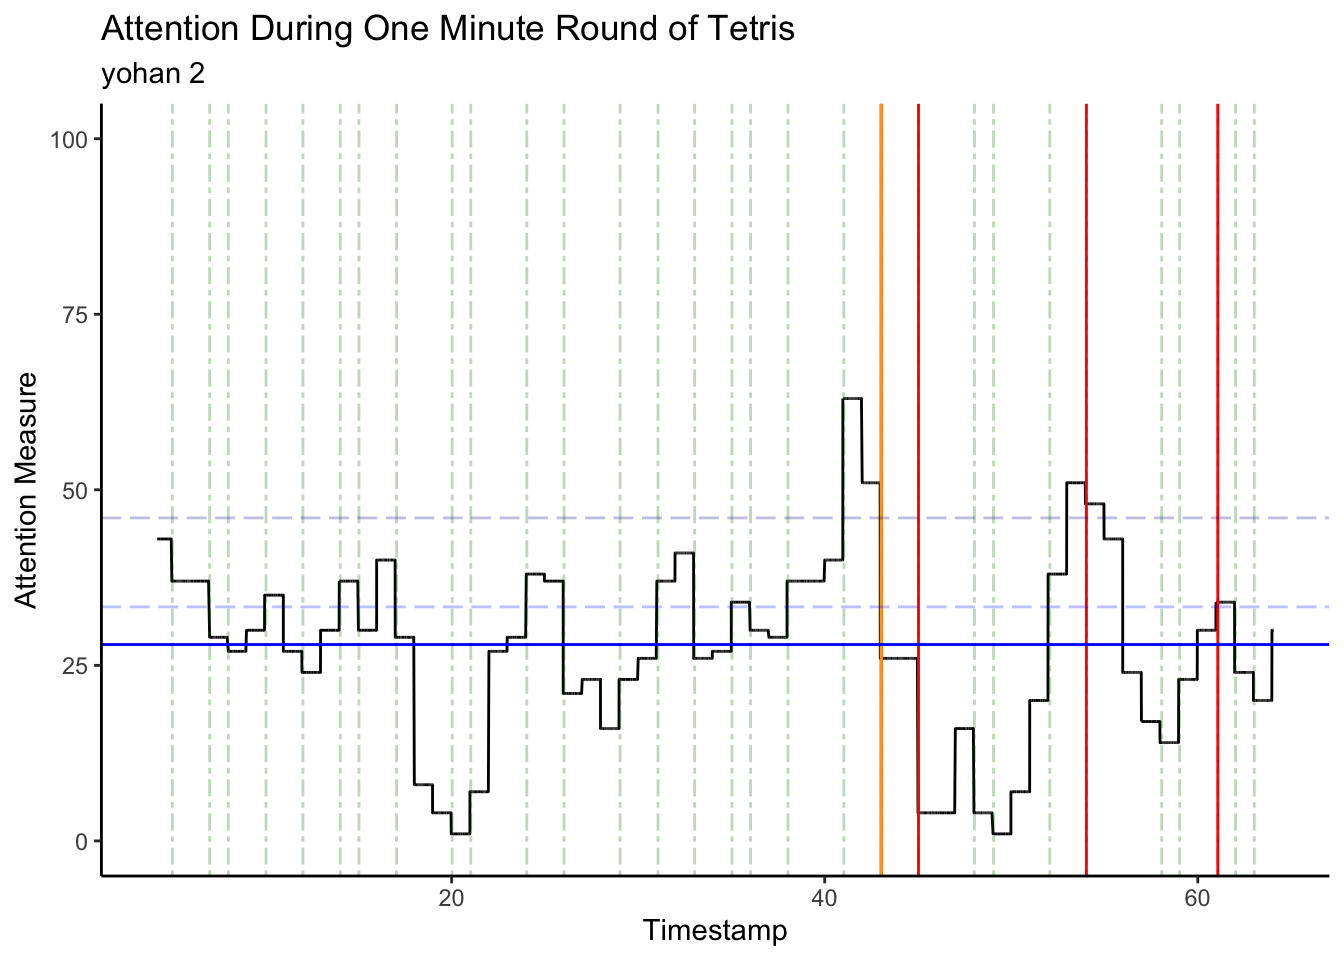 Attention During One Minute Round of Tetris
yohan 2
100
75
50
25
0
Attention Measure
20 40 60
Timestamp